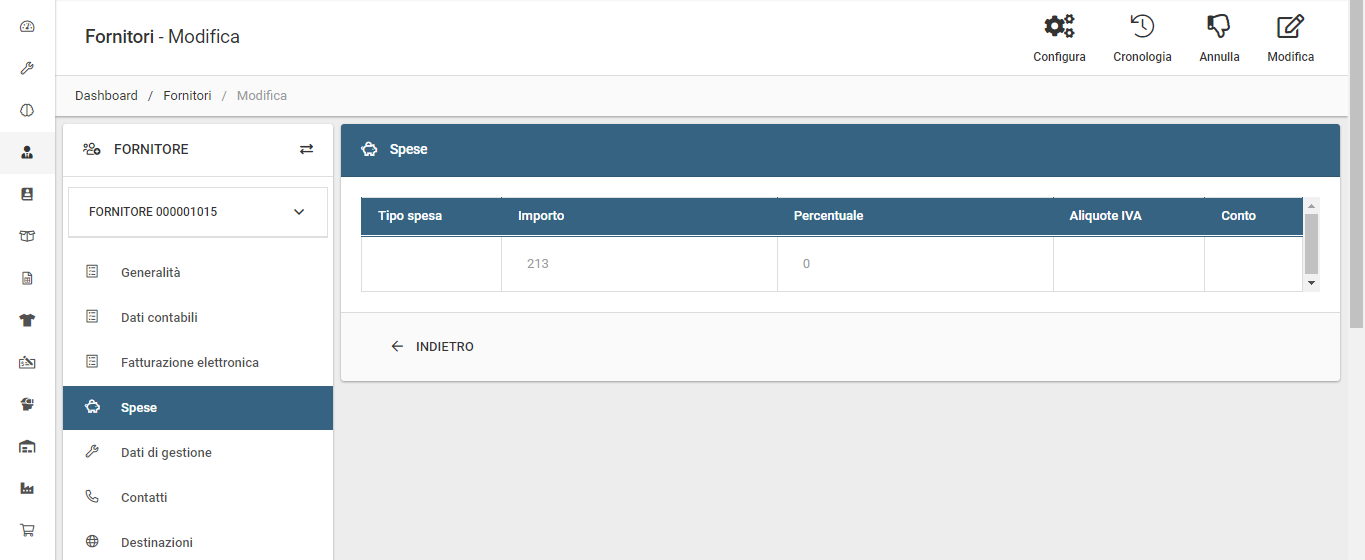 Fornitori - Modifica
Configura
Cronologia
Annulla
Modifica
Dashboard / Fornitori / Modifica
FORNITORE
FORNITORE 000001015
Generalità
Dati contabili
Fatturazione elettronica
Spese
Dati di gestione
Contatti
Destinazioni
Spese
Tipo spesa Importo Percentuale Aliquote IVA Conto
213 0
INDIETRO